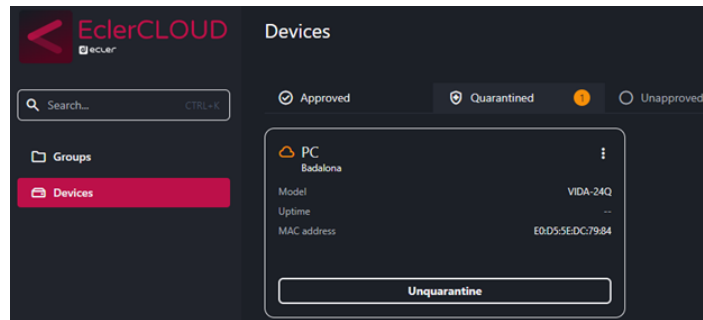 EclerCLOUD
ecler
Devices
Search...
CTRL+K
Approved
Quarantined
1
Unapproved
Groups
Devices
PC
Badalona
Model
VIDA-24Q
Uptime
--
MAC address
E0:D5:5E:DC:79:84
Unquarantine